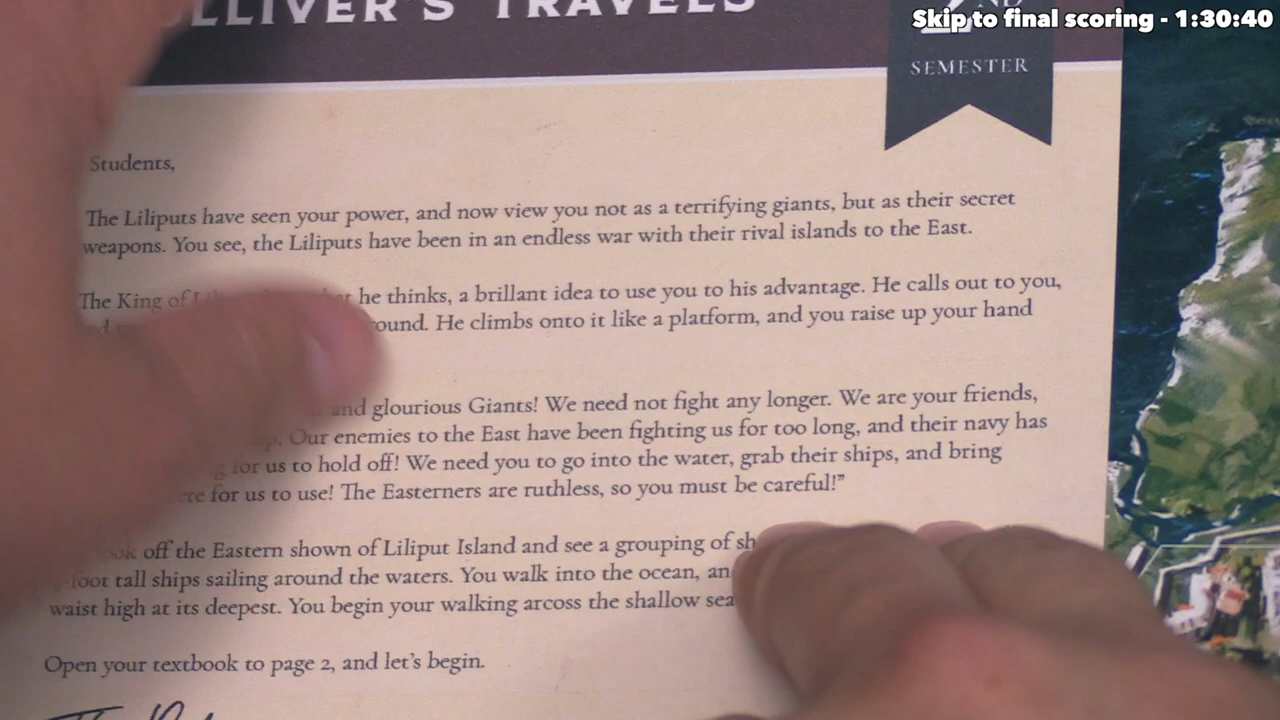 Skip to final scoring - 1:30:40
TRAVELS
SEMESTER
Students,
The Liliputs have seen your power, and now view you not as a terrifying giants, but as their secret
weapons. You see, the Liliputs have been in an endless war with their rival islands to the East.
The King of he thinks, a brillant idea to use you to his advantage. He calls out to you,
He climbs onto it like a platform, and you raise up your hand
and glourious Giants! We need not fight any longer. We are your friends,
Our enemies to the East have been fighting us for too long, and their navy has
for us to hold off! We need you to go into the water, grab their ships, and bring
for us to use! The Easterners are ruthless, so you must be careful!”
off the Eastern shown of Liliput Island and see a grouping of
tall ships sailing around the waters. You walk into the ocean,
waist high at its deepest. You begin your walking arcoss the shallow sea
Open your textbook to page 2, and let’s begin.